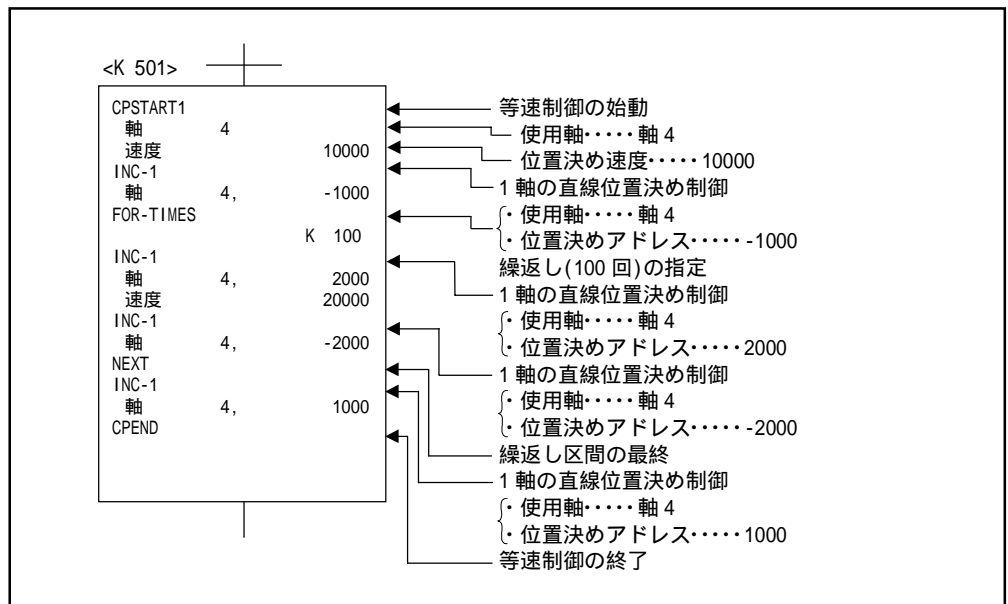 <K 501>
CPSTART1
軸 4
速度 10000
INC-1
軸 4, -1000
FOR-TIMES
K 100
INC-1
軸 4, 2000
速度 20000
INC-1
軸 4, -2000
NEXT
INC-1
軸 4, 1000
CPEND
等速制御の始動
使用軸・・・・・軸 4
位置決め速度・・・・・10000
1 軸の直線位置決め制御
・使用軸・・・・・軸 4
・位置決めアドレス・・・・・-1000
繰返し(100 回)の指定
1 軸の直線位置決め制御
・使用軸・・・・・軸 4
・位置決めアドレス・・・・・2000
1 軸の直線位置決め制御
・使用軸・・・・・軸 4
・位置決めアドレス・・・・・-2000
繰返し区間の最終
1 軸の直線位置決め制御
・使用軸・・・・・軸 4
・位置決めアドレス・・・・・1000
等速制御の終了